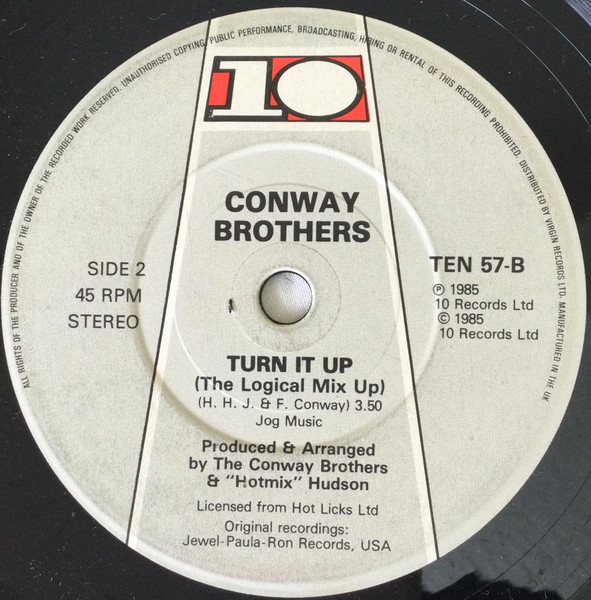 ALL RIGHTS OF THE PRODUCER AND OF THE OWNER OF THE RECORDED WORK RESERVED. UNAUTHORISED COPYING, PUBLIC PERFORMANCE, BROADCASTING, HIRING OR RENTAL OF THIS RECORDING PROHIBITED. DISTRIBUTED BY VIRGIN RECORDS LTD. MANUFACTURED IN THE UK
10
CONWAY
BROTHERS
SIDE 2
45 RPM
STEREO
TEN 57-B
℗ 1985
10 Records Ltd
© 1985
10 Records Ltd
TURN IT UP
(The Logical Mix Up)
(H. H. J. & F. Conway) 3.50
Jog Music
Produced & Arranged
by The Conway Brothers
& "Hotmix" Hudson
Licensed from Hot Licks Ltd
Original recordings:
Jewel-Paula-Ron Records, USA